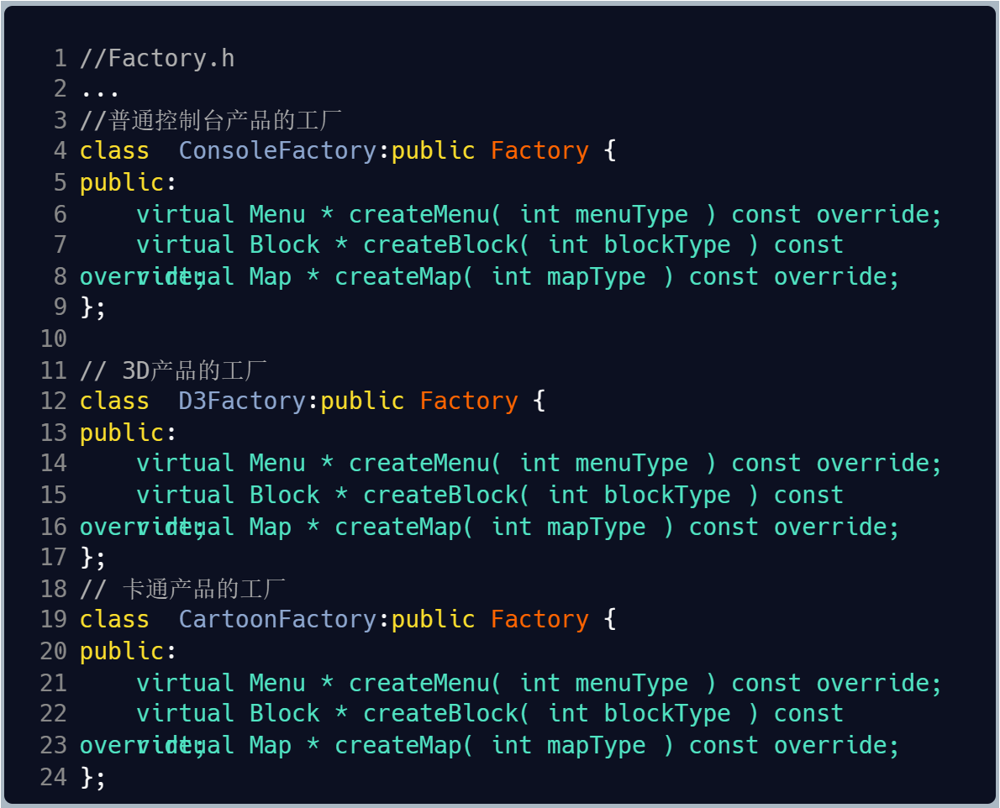 1 //Factory.h
2 ...
3 //普通控制台产品的工厂
4 class  ConsoleFactory:public Factory {
5 public:
6     virtual Menu * createMenu( int menuType ) const override;
7     virtual Block * createBlock( int blockType ) const
override;
8     virtual Map * createMap( int mapType ) const override;
9 };
10
11 // 3D产品的工厂
12 class  D3Factory:public Factory {
13 public:
14     virtual Menu * createMenu( int menuType ) const override;
15     virtual Block * createBlock( int blockType ) const
override;
16     virtual Map * createMap( int mapType ) const override;
17 };
18 // 卡通产品的工厂
19 class  CartoonFactory:public Factory {
20 public:
21     virtual Menu * createMenu( int menuType ) const override;
22     virtual Block * createBlock( int blockType ) const
override;
23     virtual Map * createMap( int mapType ) const override;
24 };